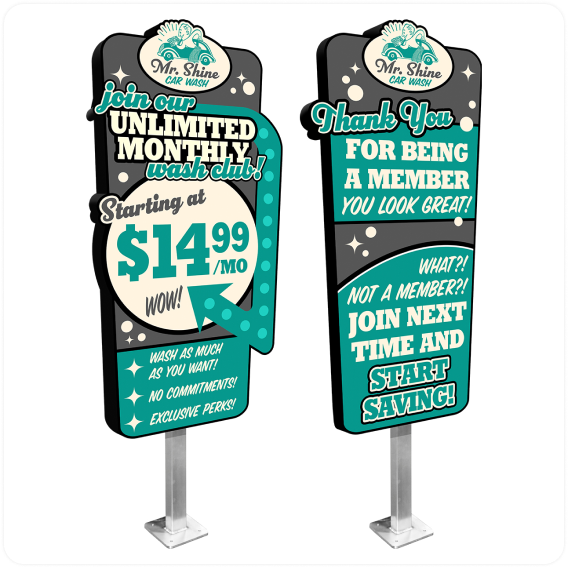 Mr. Shine
CAR WASH
join our
UNLIMITED
MONTHLY
wash club!
Starting at
$14.99
/MO
WOW!
WASH AS MUCH
AS YOU WANT!
NO COMMITMENTS!
EXCLUSIVE PERKS!
Mr. Shine
CAR WASH
Thank You
FOR BEING
A MEMBER
YOU LOOK GREAT!
WHAT?!
NOT A MEMBER?!
JOIN NEXT
TIME AND
START
SAVING!